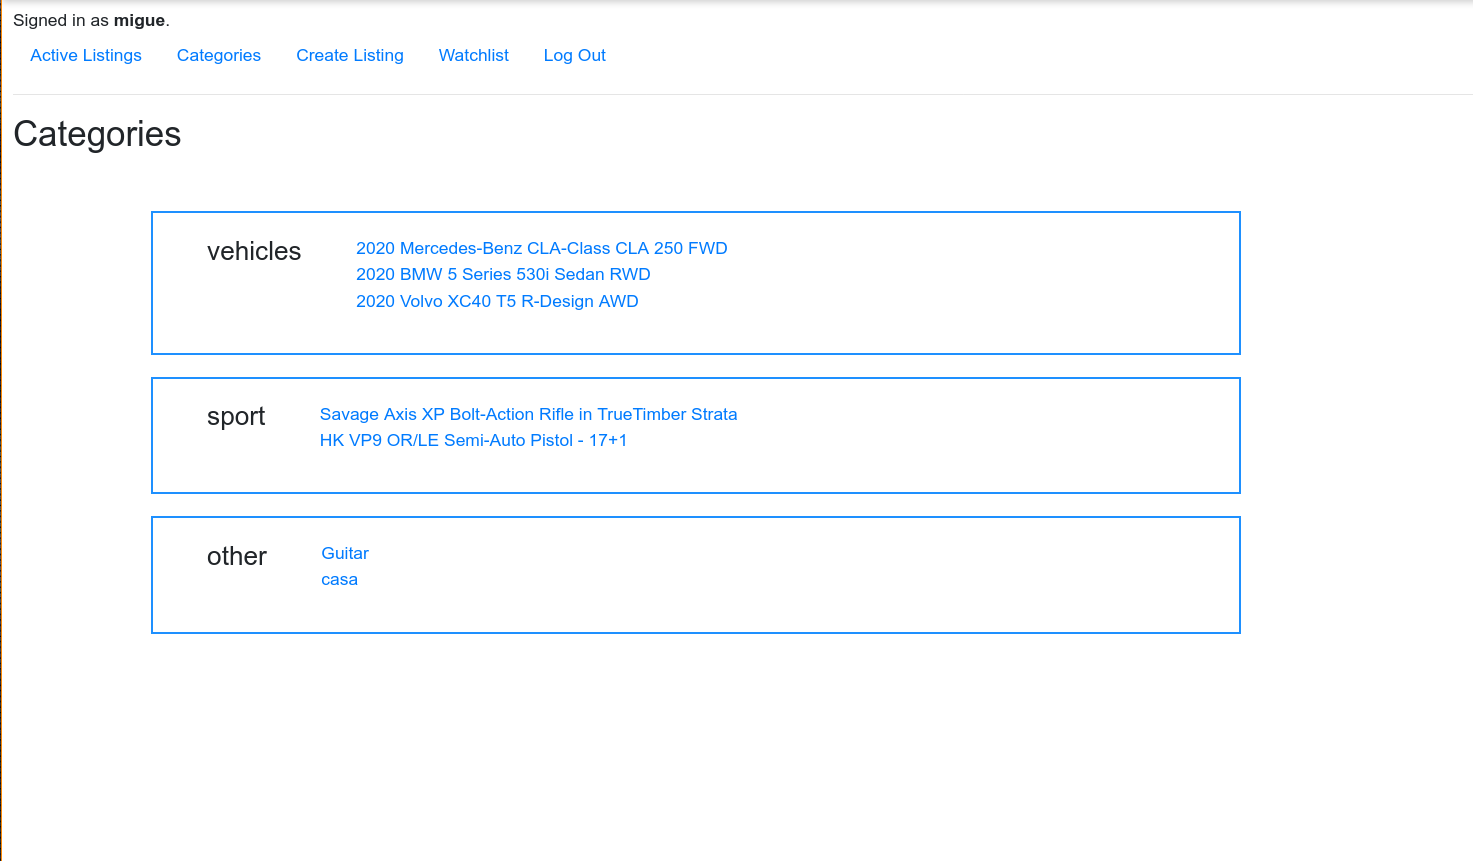 Signed in as migue.
Active Listings Categories Create Listing Watchlist Log Out
Categories
vehicles
2020 Mercedes-Benz CLA-Class CLA 250 FWD
2020 BMW 5 Series 530i Sedan RWD
2020 Volvo XC40 T5 R-Design AWD
sport
Savage Axis XP Bolt-Action Rifle in TrueTimber Strata
HK VP9 OR/LE Semi-Auto Pistol - 17+1
other
Guitar
casa